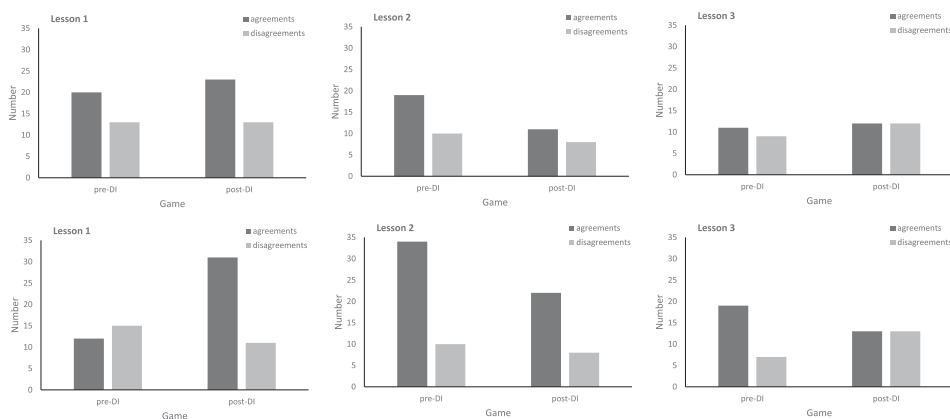 Lesson 1
agreements
disagreements
35
30
25
20
15
10
5
0
Number
pre-DI
post-DI
Game
Lesson 2
agreements
disagreements
35
30
25
20
15
10
5
0
Number
pre-DI
post-DI
Game
Lesson 3
agreements
disagreements
35
30
25
20
15
10
5
0
Number
pre-DI
post-DI
Game
Lesson 1
agreements
disagreements
35
30
25
20
15
10
5
0
Number
pre-DI
post-DI
Game
Lesson 2
agreements
disagreements
35
30
25
20
15
10
5
0
Number
pre-DI
post-DI
Game
Lesson 3
agreements
disagreements
35
30
25
20
15
10
5
0
Number
pre-DI
post-DI
Game